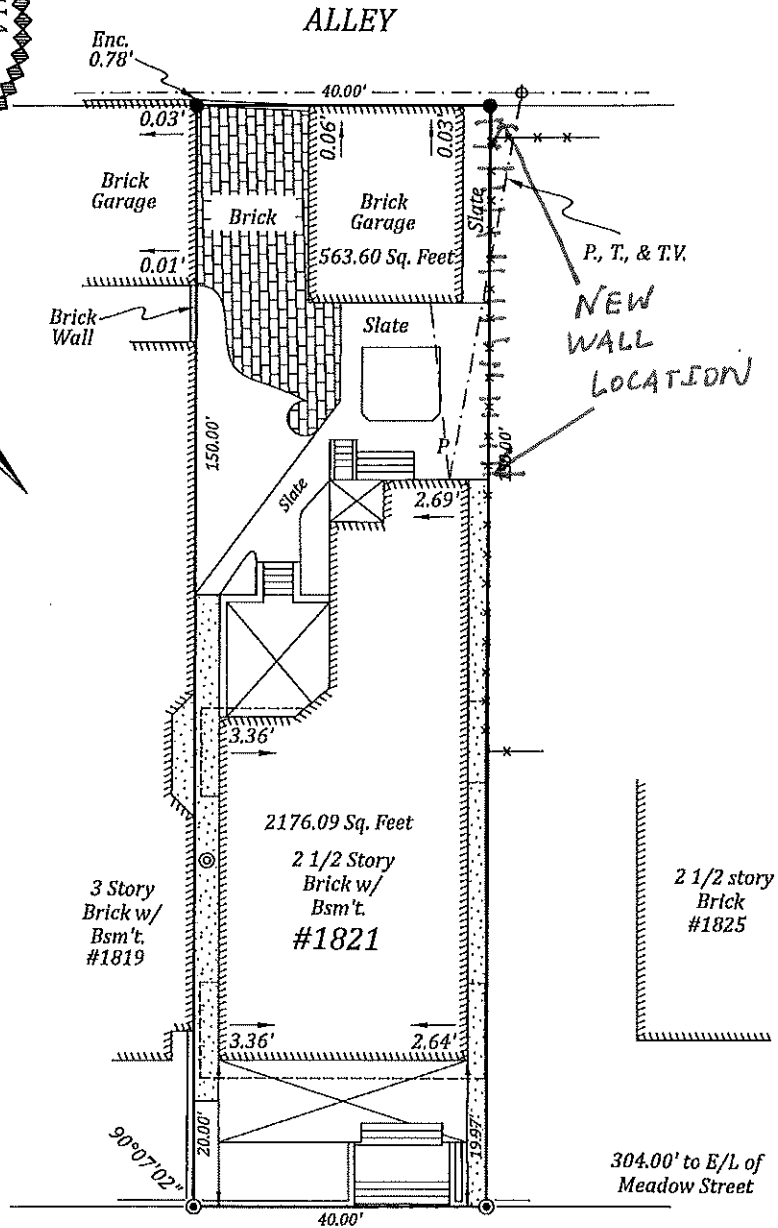 ALLEY
Enc.
0.78'
40.00'
0.03'
0.06'
0.03'
Brick
Garage
Brick
Brick
Garage
563.60 Sq. Feet
Slate
P., T., & T.V.
0.01'
Brick
Wall
Slate
NEW
WALL
LOCATION
150.00'
P
150.00'
Slate
2.69'
3.36'
2176.09 Sq. Feet
2 1/2 Story
Brick w/
Bsm't.
#1821
3 Story
Brick w/
Bsm't.
#1819
2 1/2 story
Brick
#1825
3.36'
2.64'
90°07'02"
20.00'
19.97'
304.00' to E/L of
Meadow Street
40.00'